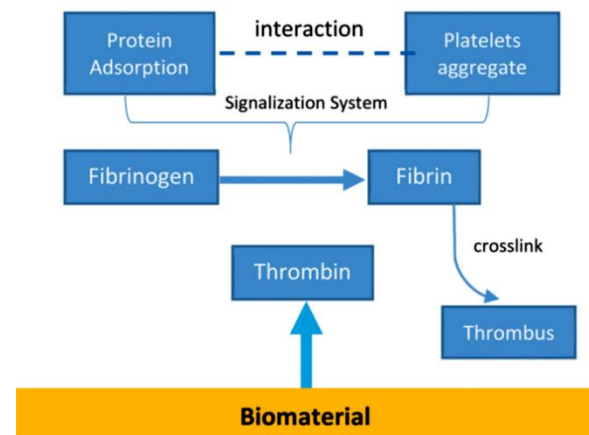 Protein
Adsorption
interaction
Platelets
aggregate
Signalization System
Fibrinogen
Fibrin
crosslink
Thrombin
Thrombus
Biomaterial